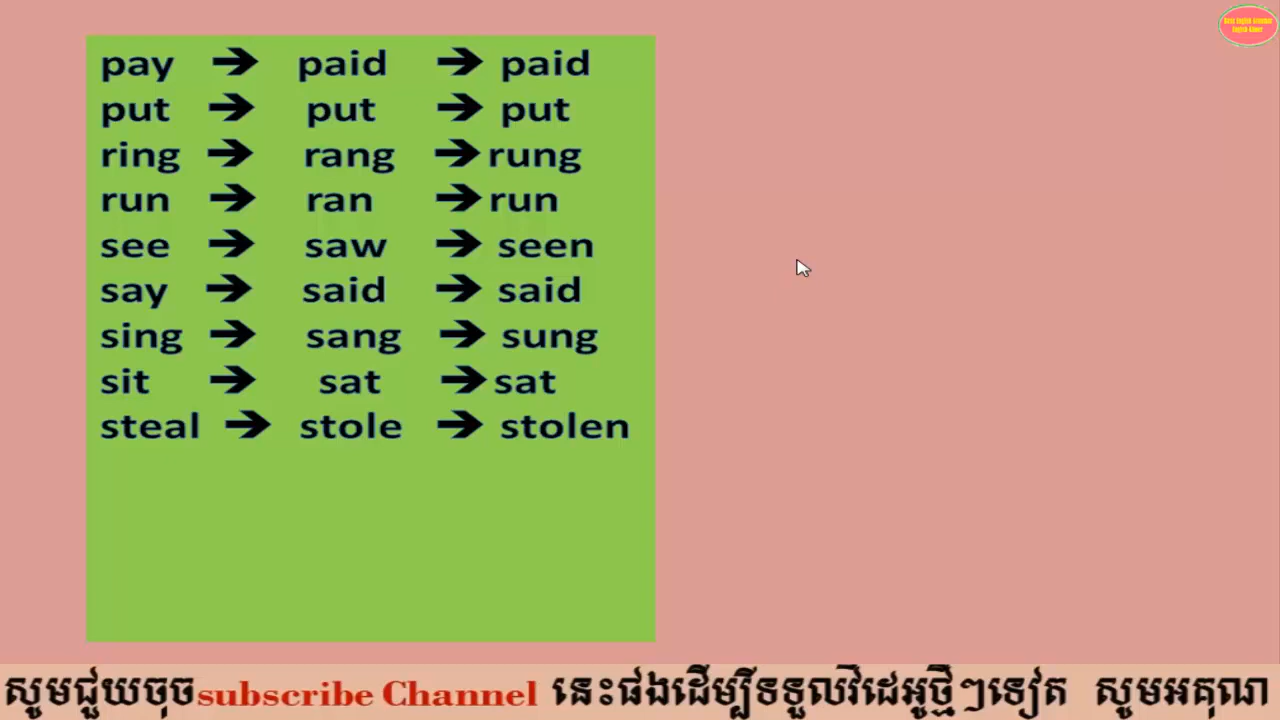 pay → paid → paid
put → put → put
ring → rang → rung
run → ran → run
see → saw → seen
say → said → said
sing → sang → sung
sit → sat → sat
steal → stole → stolen
សូមជួយចុចsubscribe Channel នេះផងដើម្បីទទួលវីដេអូថ្មីៗទៀត សូមអគុណ